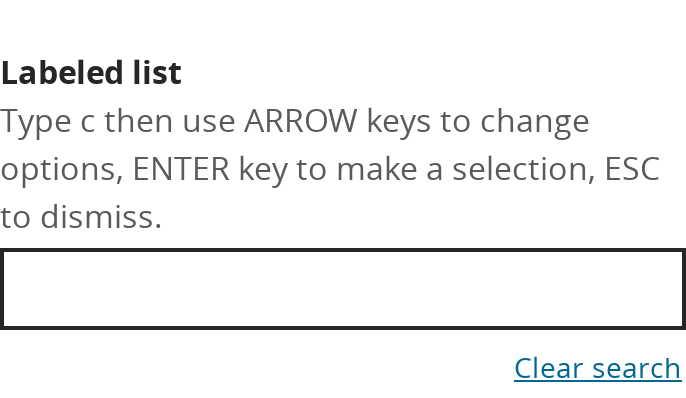 Labeled list
Type c then use ARROW keys to change
options, ENTER key to make a selection, ESC
to dismiss.
Clear search